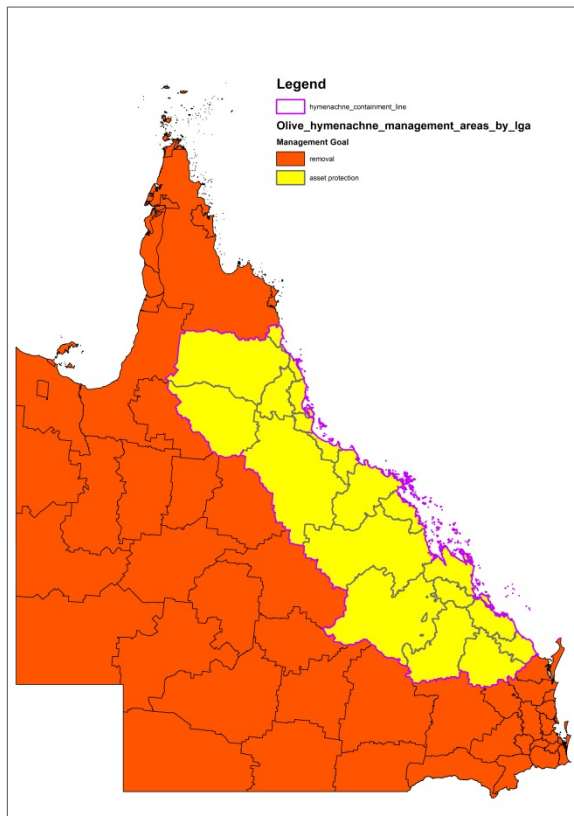 Legend
hymenachne_containment_line
Olive_hymenachne_management_areas_by_lga
Management Goal
removal
asset protection